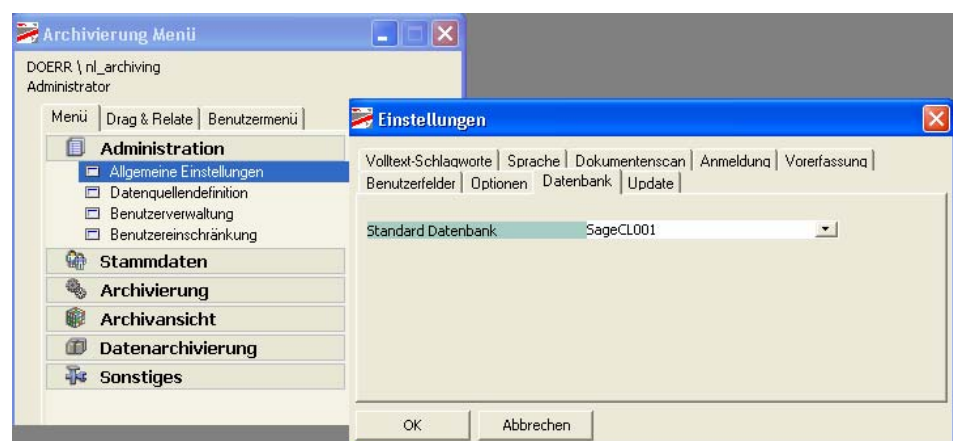 Archivierung Menü
DOERR \ nl_archiving
Administrator
Menü Drag & Relate Benutzermenü
Administration
Allgemeine Einstellungen
Datenquellendefinition
Benutzerverwaltung
Benutzereinschränkung
Stammdaten
Archivierung
Archivansicht
Datenarchivierung
Sonstiges
Einstellungen
Volltext-Schlagworte Sprache Dokumentenscan Anmeldung Vorerfassung
Benutzerfelder Optionen Datenbank Update
Standard Datenbank SageCL001
OK Abbrechen